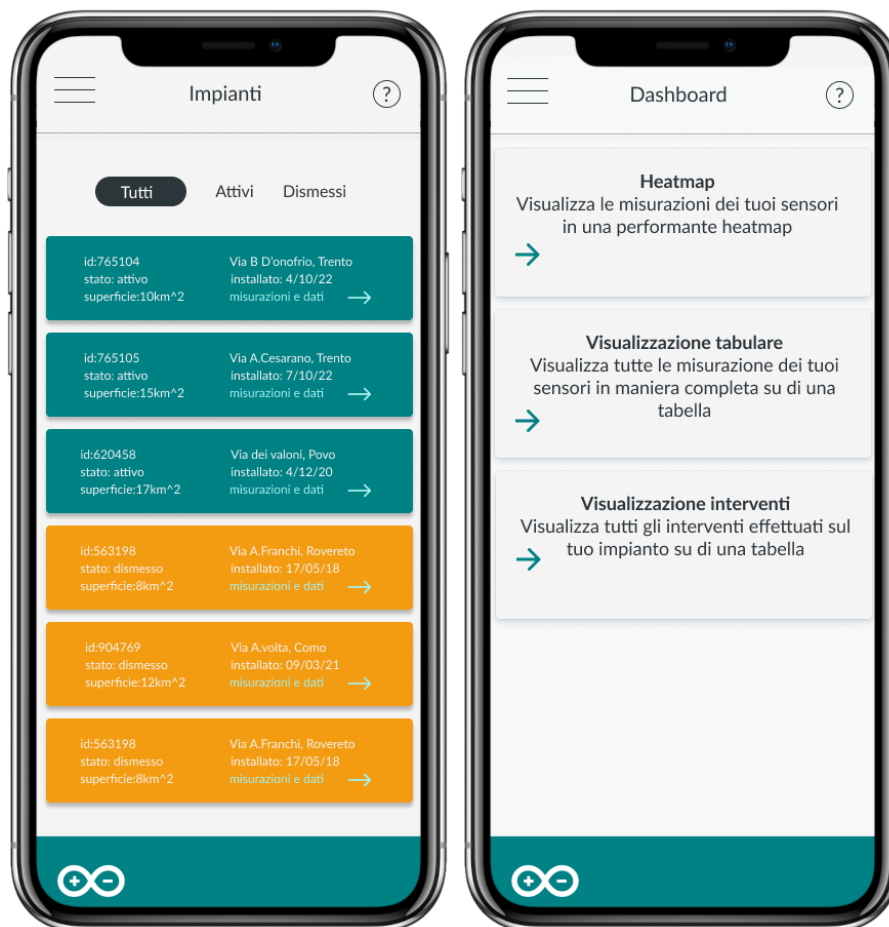 Impianti
?
Tutti
Attivi
Dismessi
id:765104
stato: attivo
superficie:10km^2
Via B D'onofrio, Trento
installato: 4/10/22
misurazioni e dati
id:765105
stato: attivo
superficie:15km^2
Via A.Cesarano, Trento
installato: 7/10/22
misurazioni e dati
id:620458
stato: attivo
superficie:17km^2
Via dei valoni, Povo
installato: 4/12/20
misurazioni e dati
id:563198
stato: dismesso
superficie:8km^2
Via A.Franchi, Rovereto
installato: 17/05/18
misurazioni e dati
id:904769
stato: dismesso
superficie:12km^2
Via A.volta, Como
installato: 09/03/21
misurazioni e dati
id:563198
stato: dismesso
superficie:8km^2
Via A.Franchi, Rovereto
installato: 17/05/18
misurazioni e dati
Dashboard
?
Heatmap
Visualizza le misurazioni dei tuoi sensori
in una performante heatmap
Visualizzazione tabulare
Visualizza tutte le misurazione dei tuoi
sensori in maniera completa su di una
tabella
Visualizzazione interventi
Visualizza tutti gli interventi effettuati sul
tuo impianto su di una tabella